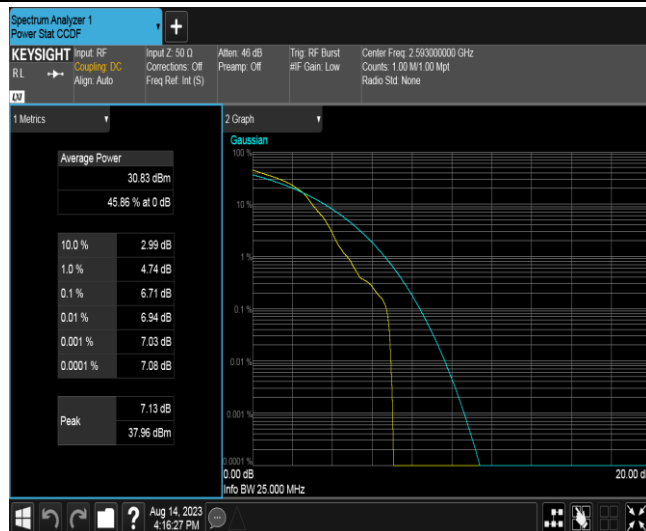 Spectrum Analyzer 1
Power Stat CCDF
+
KEYSIGHT
RL
Input: RF
Coupling: DC
Align: Auto
Input Z: 50 Ω
Corrections: Off
Freq Ref: Int (S)
Atten: 46 dB
Preamp: Off
Trig: RF Burst
#IF Gain: Low
Center Freq: 2.593000000 GHz
Counts: 1.00 M/1.00 Mpt
Radio Std: None
1 Metrics
Average Power
30.83 dBm
45.86 % at 0 dB
10.0 % 2.99 dB
1.0 % 4.74 dB
0.1 % 6.71 dB
0.01 % 6.94 dB
0.001 % 7.03 dB
0.0001 % 7.08 dB
Peak
7.13 dB
37.96 dBm
2 Graph
Gaussian
100 %
10 %
1 %
0.1 %
0.01 %
0.001 %
0.0001 %
0.00 dB
20.00 d
Info BW 25.000 MHz
?
Aug 14, 2023
4:16:27 PM